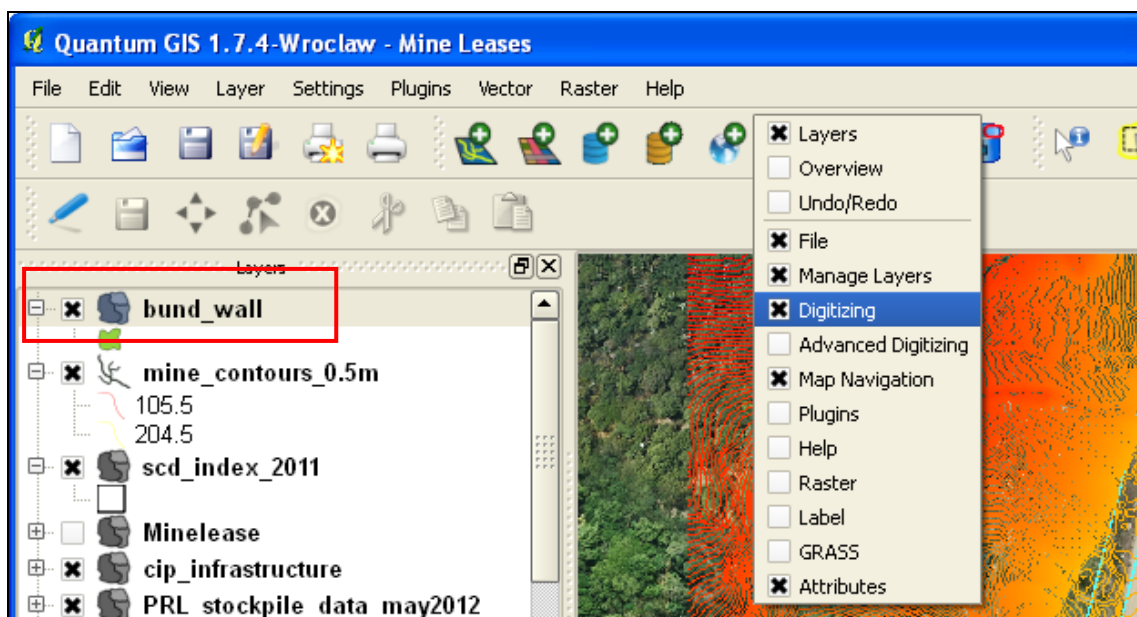 Quantum GIS 1.7.4-Wroclaw - Mine Leases
File Edit View Layer Settings Plugins Vector Raster Help
Layers
bund_wall
mine_contours_0.5m
105.5
204.5
scd_index_2011
Minelease
cip_infrastructure
PRL_stockpile_data_may2012
Layers
Overview
Undo/Redo
File
Manage Layers
Digitizing
Advanced Digitizing
Map Navigation
Plugins
Help
Raster
Label
GRASS
Attributes